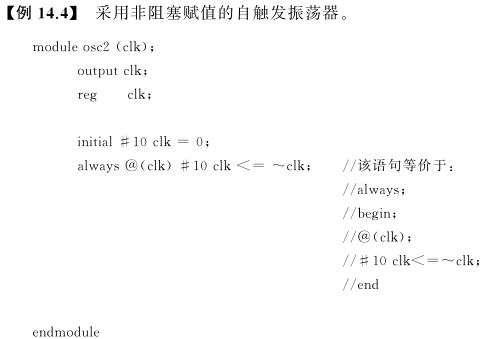 【例 14.4】 采用非阻塞赋值的自触发振荡器。
module osc2 (clk);
output clk;
reg clk;
initial #10 clk = 0;
always @(clk) #10 clk <= ~clk; //该语句等价于:
//always;
//begin;
//@(clk);
//#10 clk<=~clk;
//end
endmodule